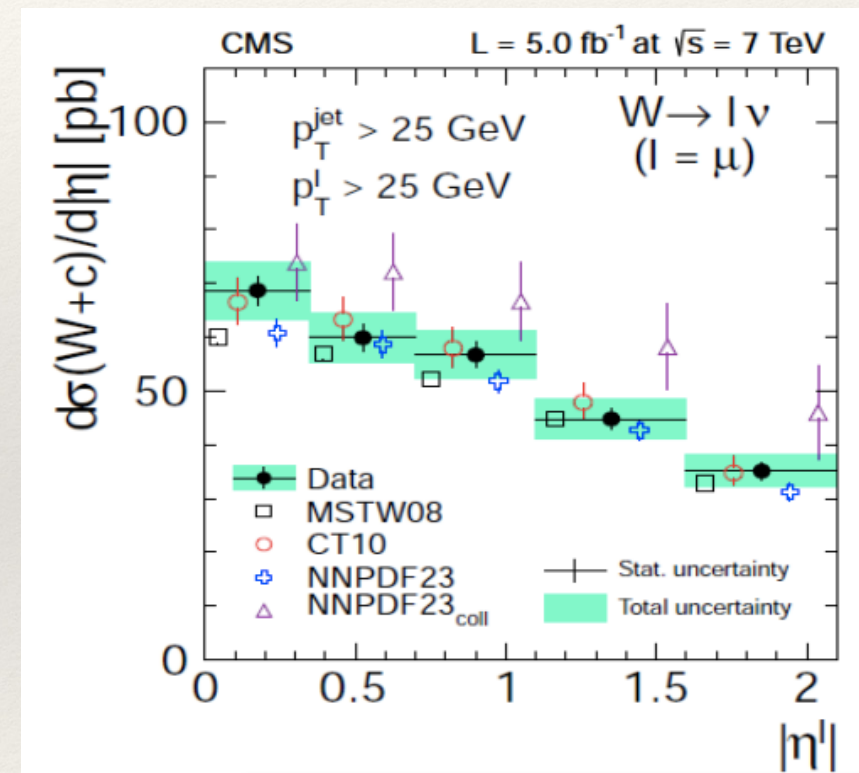 CMS L = 5.0 fb⁻¹ at √s = 7 TeV
dσ(W+c)/d|η| [pb]
100
50
0
p_T^jet > 25 GeV
p_T^l > 25 GeV
W → l ν
(l = μ)
Data
MSTW08
CT10
NNPDF23
NNPDF23_coll
Stat. uncertainty
Total uncertainty
0 0.5 1 1.5 2
|η^l|